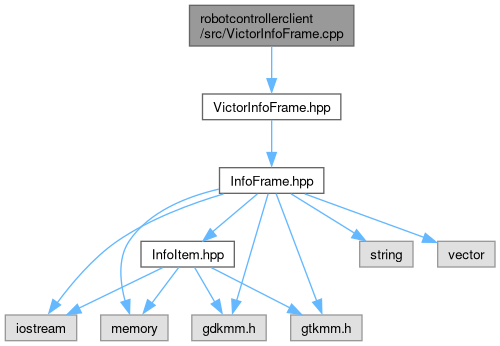 robotcontrollerclient
/src/VictorInfoFrame.cpp
VictorInfoFrame.hpp
InfoFrame.hpp
InfoItem.hpp
string
vector
iostream
memory
gdkmm.h
gtkmm.h